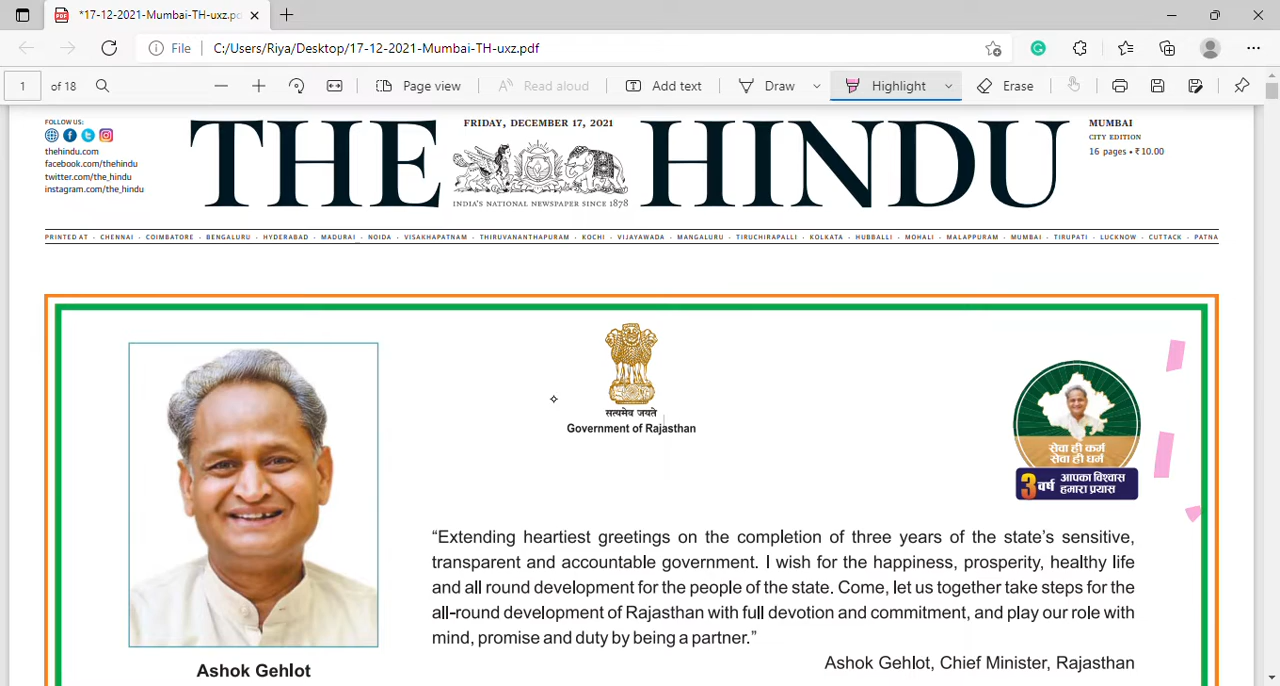 *17-12-2021-Mumbai-TH-uxz.pd
File C:/Users/Riya/Desktop/17-12-2021-Mumbai-TH-uxz.pdf
1 of 18 Page view Read aloud Add text Draw Highlight Erase
FOLLOW US:
thehindu.com
facebook.com/thehindu
twitter.com/the_hindu
instagram.com/the_hindu
FRIDAY, DECEMBER 17, 2021
THE HINDU
INDIA'S NATIONAL NEWSPAPER SINCE 1878
MUMBAI
CITY EDITION
16 pages • ₹10.00
PRINTED AT • CHENNAI • COIMBATORE • BENGALURU • HYDERABAD • MADURAI • NOIDA • VISAKHAPATNAM • THIRUVANANTHAPURAM • KOCHI • VIJAYAWADA • MANGALURU • TIRUCHIRAPALLI • KOLKATA • HUBBALLI • MOHALI • MALAPPURAM • MUMBAI • TIRUPATI • LUCKNOW • CUTTACK • PATNA
सत्यमेव जयते
Government of Rajasthan
सेवा ही कर्म
सेवा ही धर्म
3 वर्ष आपका विश्वास
हमारा प्रयास
“Extending heartiest greetings on the completion of three years of the state’s sensitive,
transparent and accountable government. I wish for the happiness, prosperity, healthy life
and all round development for the people of the state. Come, let us together take steps for the
all-round development of Rajasthan with full devotion and commitment, and play our role with
mind, promise and duty by being a partner.”
Ashok Gehlot, Chief Minister, Rajasthan
Ashok Gehlot